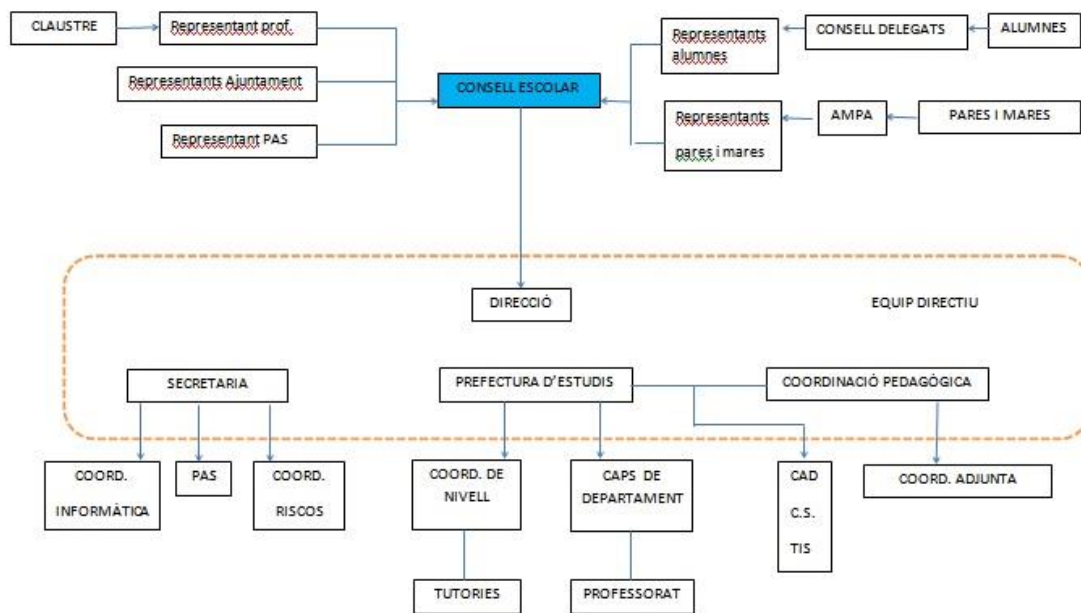 CLAUSTRE
Representant prof.
Representants Ajuntament
Representant PAS
CONSELL ESCOLAR
Representants
alumnes
CONSELL DELEGATS
ALUMNES
Representants
pares i mares
AMPA
PARES I MARES
DIRECCIÓ
EQUIP DIRECTIU
SECRETARIA
PREFECTURA D'ESTUDIS
COORDINACIÓ PEDAGÒGICA
COORD.
INFORMÀTICA
PAS
COORD.
RISCOS
COORD. DE
NIVELL
CAPS DE
DEPARTAMENT
CAD
C.S.
TIS
COORD. ADJUNTA
TUTORIES
PROFESSORAT